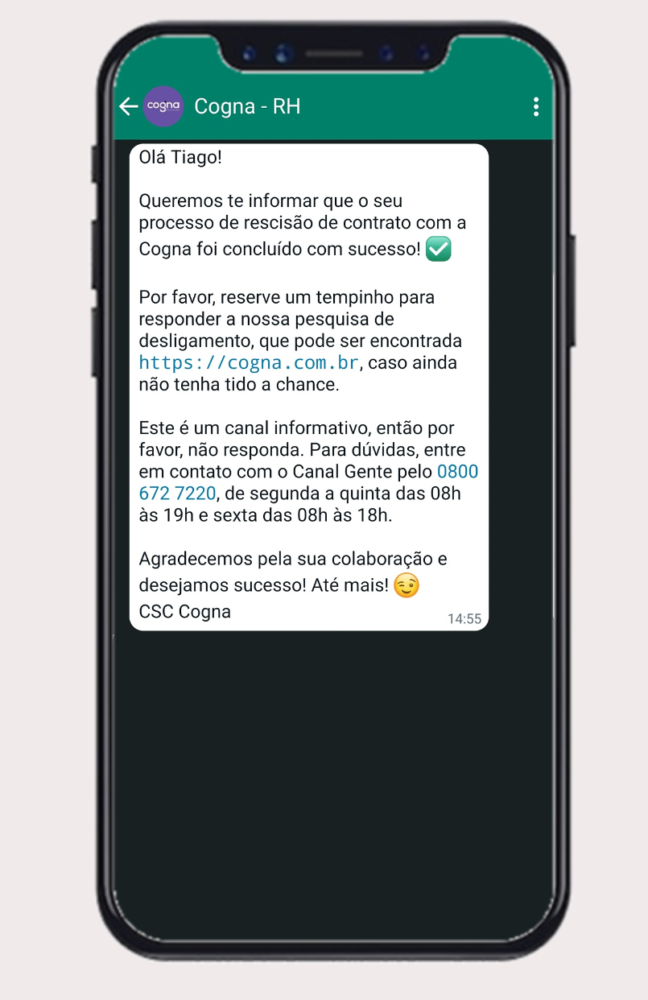 cogna
Cogna - RH
Olá Tiago!
Queremos te informar que o seu
processo de rescisão de contrato com a
Cogna foi concluído com sucesso! ✅
Por favor, reserve um tempinho para
responder a nossa pesquisa de
desligamento, que pode ser encontrada
https://cogna.com.br, caso ainda
não tenha tido a chance.
Este é um canal informativo, então por
favor, não responda. Para dúvidas, entre
em contato com o Canal Gente pelo 0800
672 7220, de segunda a quinta das 08h
às 19h e sexta das 08h às 18h.
Agradecemos pela sua colaboração e
desejamos sucesso! Até mais! 😉
CSC Cogna
14:55